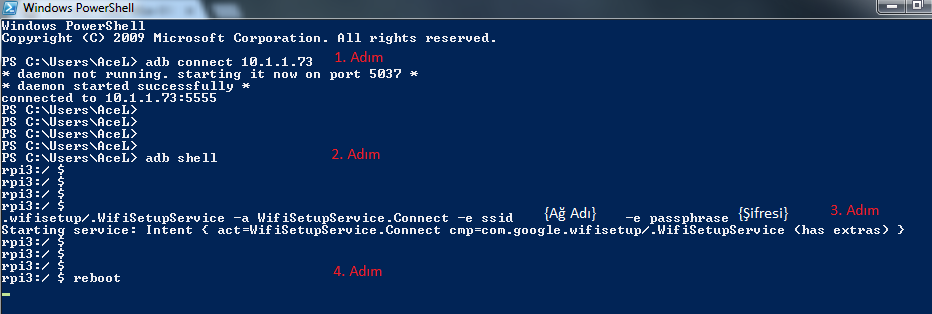 Windows PowerShell
Windows PowerShell
Copyright (C) 2009 Microsoft Corporation. All rights reserved.
PS C:\Users\AceL> adb connect 10.1.1.73 1. Adım
* daemon not running. starting it now on port 5037 *
* daemon started successfully *
connected to 10.1.1.73:5555
PS C:\Users\AceL>
PS C:\Users\AceL>
PS C:\Users\AceL>
PS C:\Users\AceL>
PS C:\Users\AceL> adb shell 2. Adım
rpi3:/ $
rpi3:/ $
rpi3:/ $
rpi3:/ $
.wifisetup/.WifiSetupService -a WifiSetupService.Connect -e ssid {Ağ Adı} -e passphrase {Şifresi} 3. Adım
Starting service: Intent { act=WifiSetupService.Connect cmp=com.google.wifisetup/.WifiSetupService (has extras) }
rpi3:/ $
rpi3:/ $
rpi3:/ $
rpi3:/ $ reboot 4. Adım